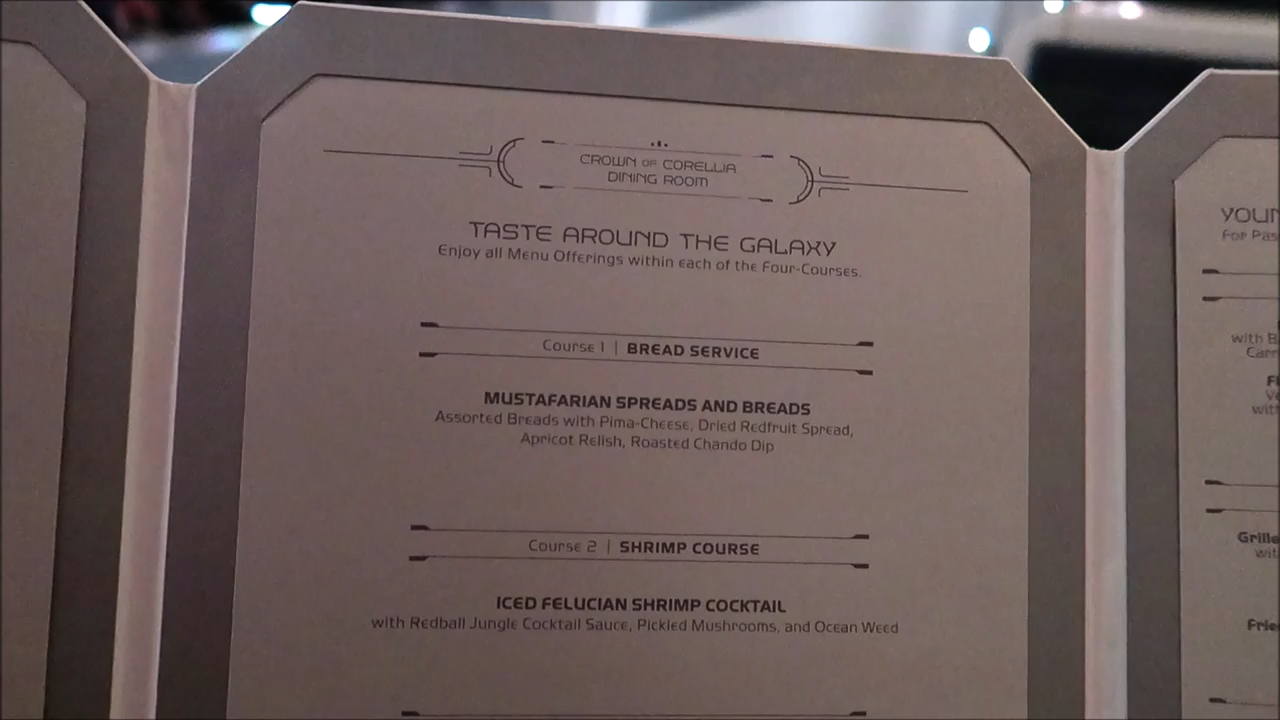 CROWN OF CORELLIA
DINING ROOM
TASTE AROUND THE GALAXY
Enjoy all Menu Offerings within each of the Four-Courses.
Course 1 | BREAD SERVICE
MUSTAFARIAN SPREADS AND BREADS
Assorted Breads with Pima-Cheese, Dried Redfruit Spread,
Apricot Relish, Roasted Chando Dip
Course 2 | SHRIMP COURSE
ICED FELUCIAN SHRIMP COCKTAIL
with Redball Jungle Cocktail Sauce, Pickled Mushrooms, and Ocean Weed
For
with